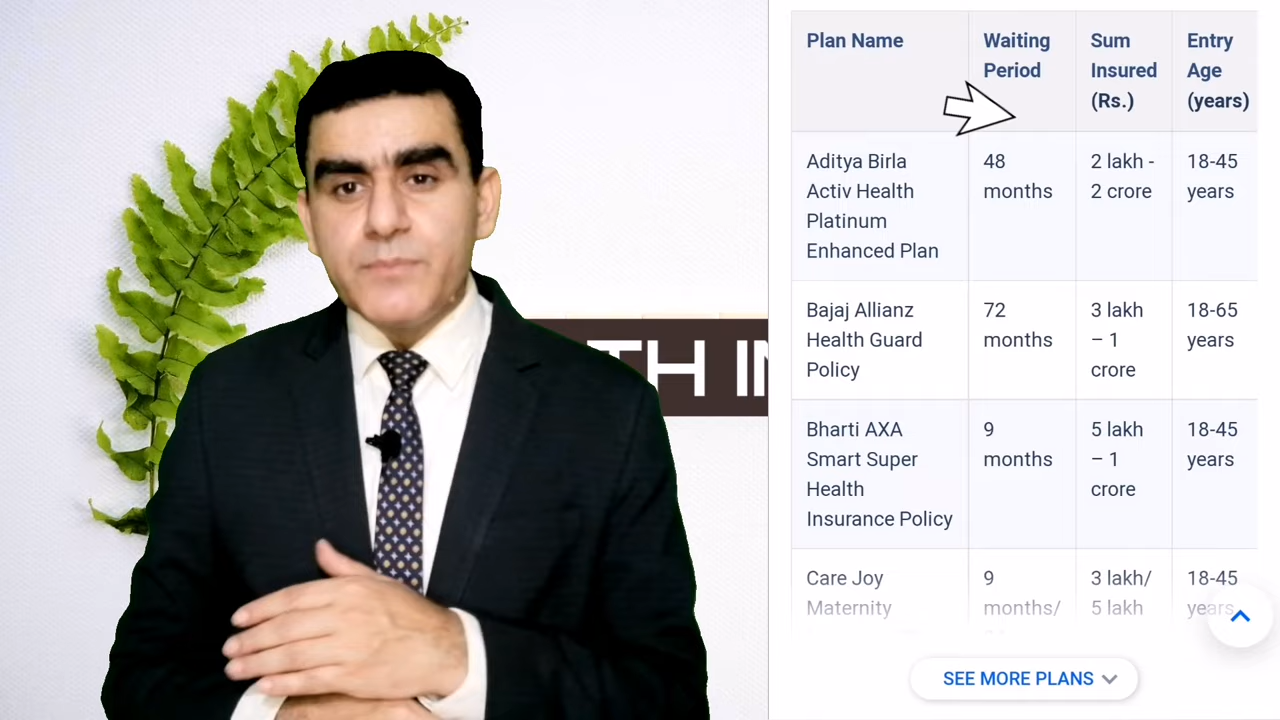 TH IN
Plan Name
Waiting
Period
Sum
Insured
(Rs.)
Entry
Age
(years)
Aditya Birla
Activ Health
Platinum
Enhanced Plan
48
months
2 lakh -
2 crore
18-45
years
Bajaj Allianz
Health Guard
Policy
72
months
3 lakh
– 1
crore
18-65
years
Bharti AXA
Smart Super
Health
Insurance Policy
9
months
5 lakh
– 1
crore
18-45
years
Care Joy
Maternity
9
months/
3 lakh/
5 lakh
18-45
years
SEE MORE PLANS